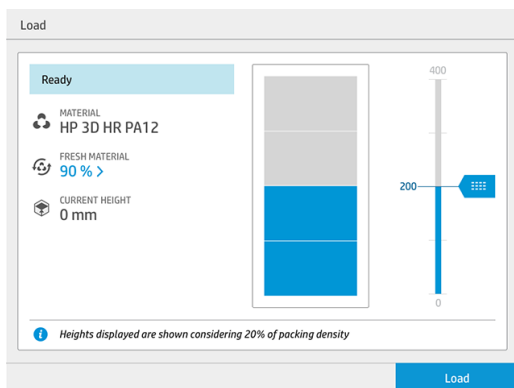 Load
Ready
MATERIAL
HP 3D HR PA12
FRESH MATERIAL
90 % >
CURRENT HEIGHT
0 mm
400
200
0
i Heights displayed are shown considering 20% of packing density
Load